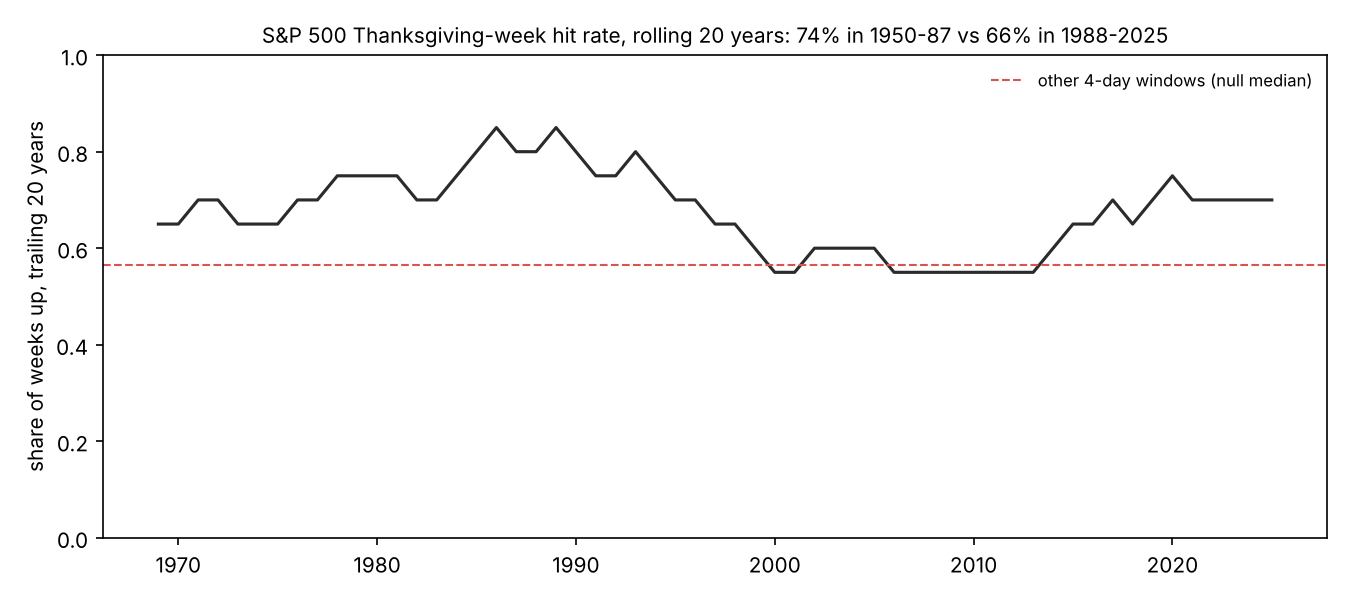 S&P 500 Thanksgiving-week hit rate, rolling 20 years: 74% in 1950-87 vs 66% in 1988-2025
other 4-day windows (null median)
share of weeks up, trailing 20 years
1.0
0.8
0.6
0.4
0.2
0.0
1970 1980 1990 2000 2010 2020